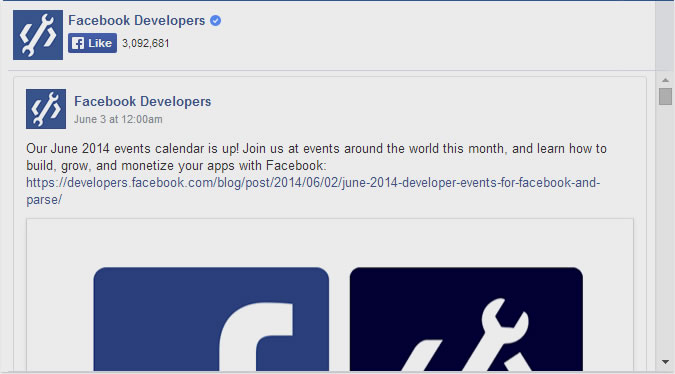 Facebook Developers
Like 3,092,681
Facebook Developers
June 3 at 12:00am
Our June 2014 events calendar is up! Join us at events around the world this month, and learn how to
build, grow, and monetize your apps with Facebook:
https://developers.facebook.com/blog/post/2014/06/02/june-2014-developer-events-for-facebook-and-
parse/